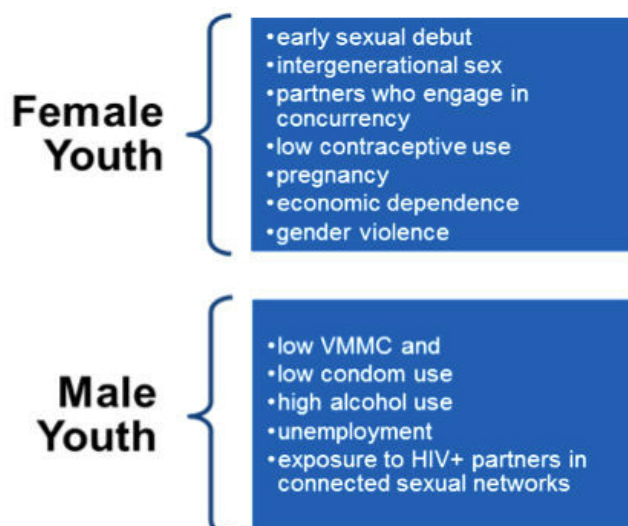 Female
Youth
•early sexual debut
•intergenerational sex
•partners who engage in
concurrency
•low contraceptive use
•pregnancy
•economic dependence
•gender violence
Male
Youth
•low VMMC and
•low condom use
•high alcohol use
•unemployment
•exposure to HIV+ partners in
connected sexual networks